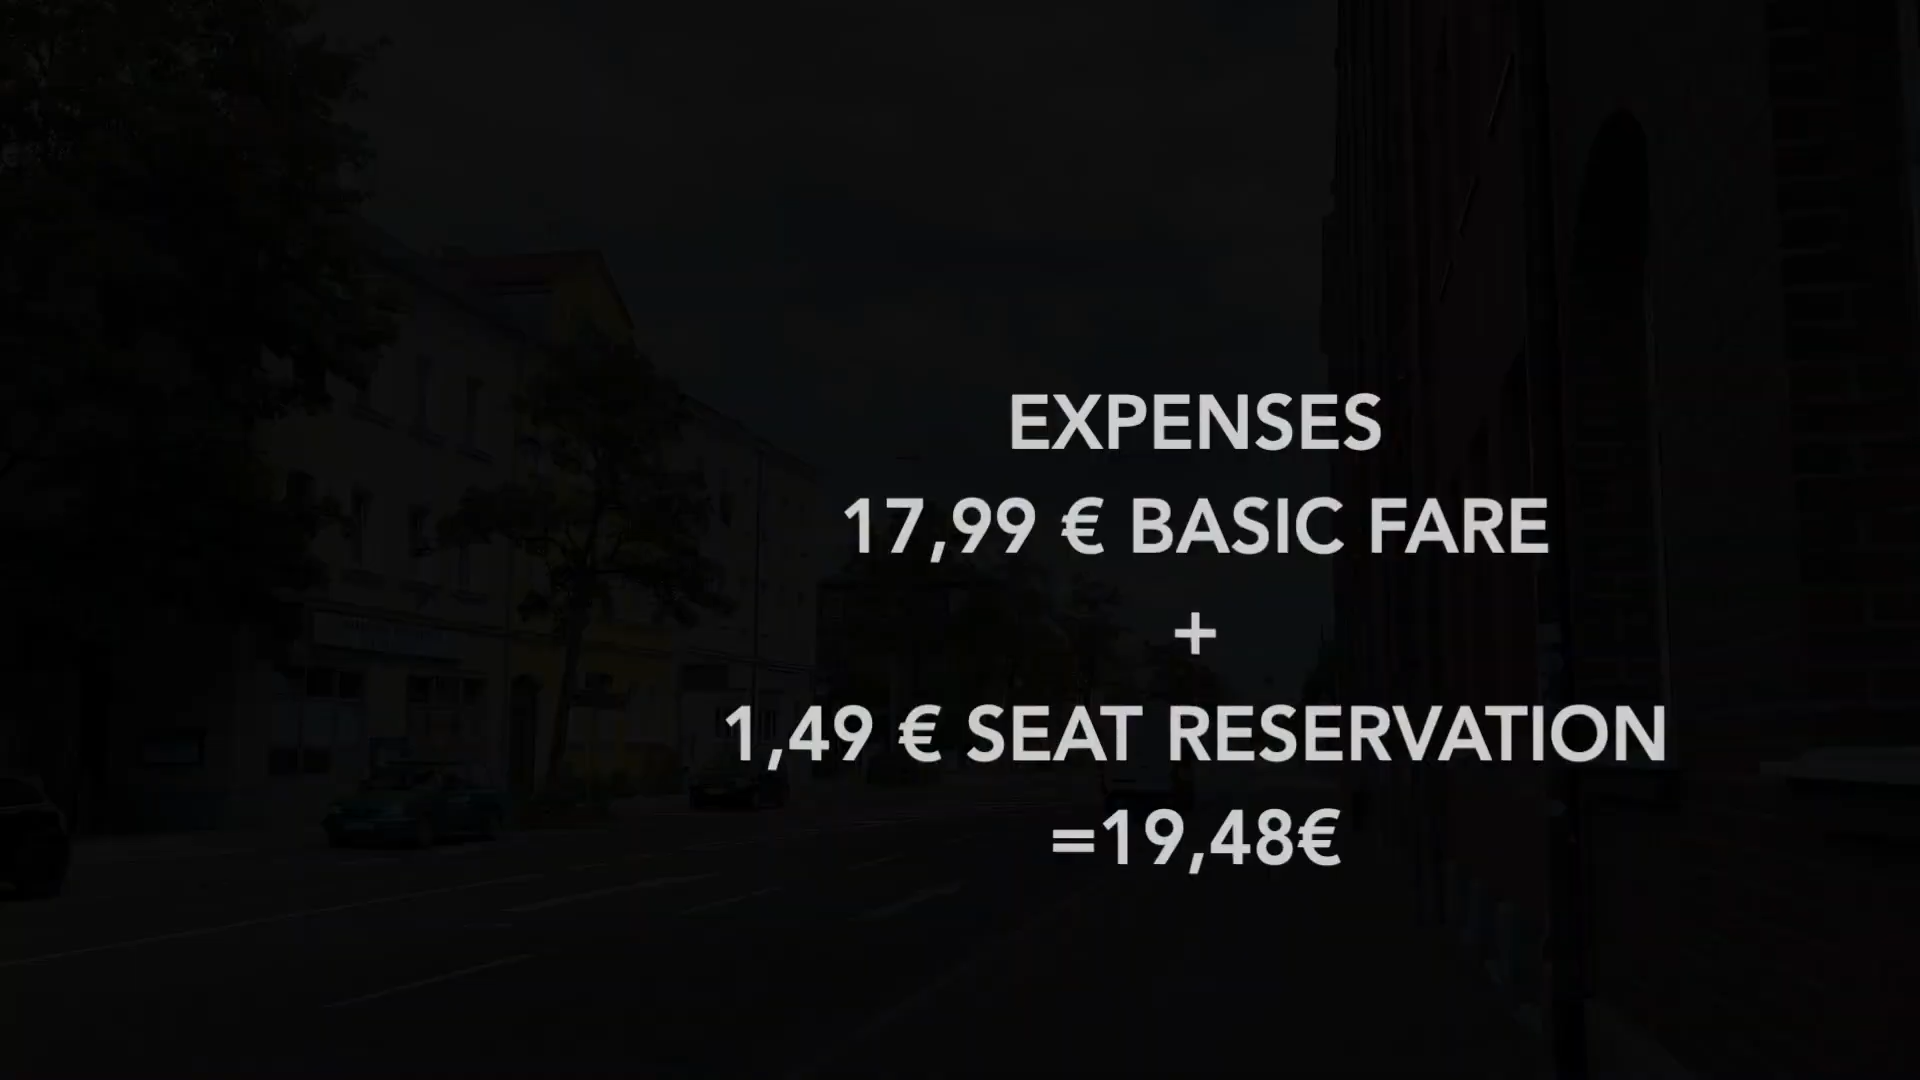 EXPENSES
17,99 € BASIC FARE
+
1,49 € SEAT RESERVATION
=19,48€